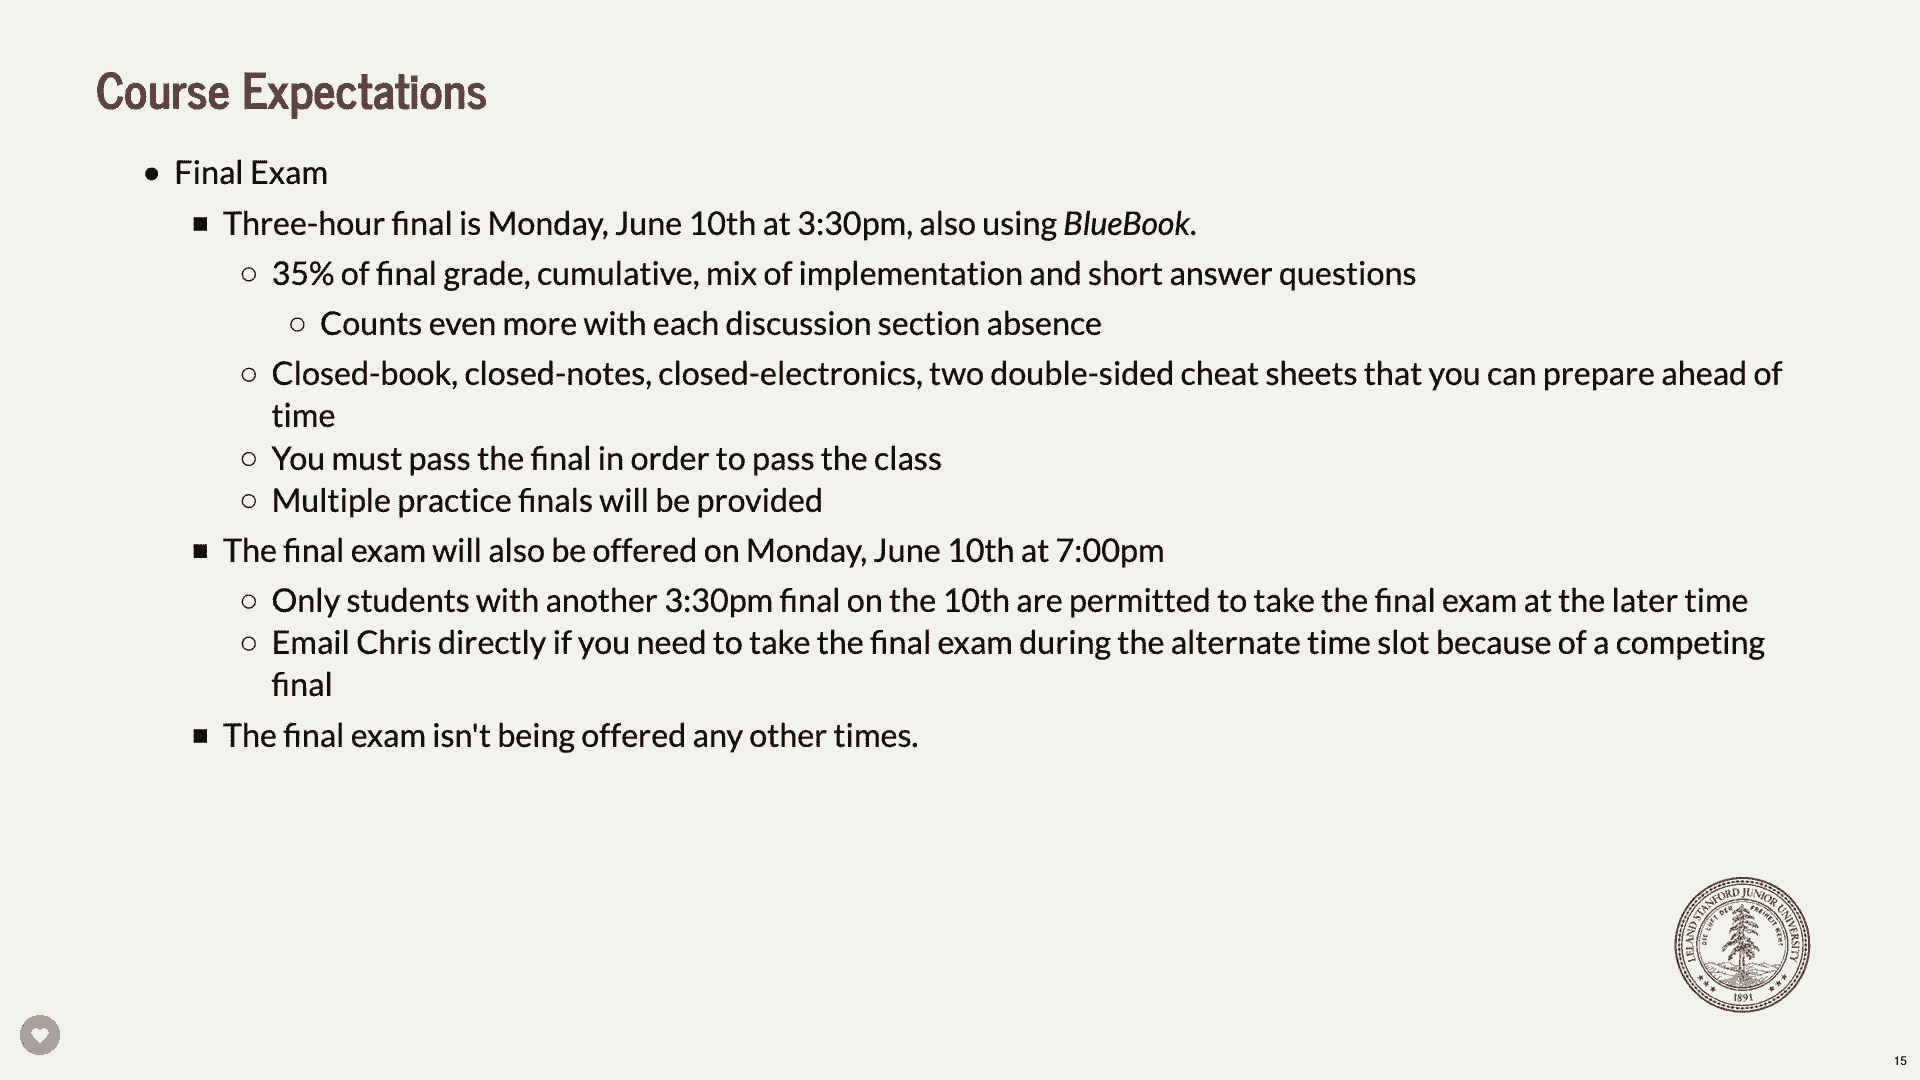 Course Expectations
Final Exam
Three-hour final is Monday, June 10th at 3:30pm, also using BlueBook.
35% of final grade, cumulative, mix of implementation and short answer questions
Counts even more with each discussion section absence
Closed-book, closed-notes, closed-electronics, two double-sided cheat sheets that you can prepare ahead of
time
You must pass the final in order to pass the class
Multiple practice finals will be provided
The final exam will also be offered on Monday, June 10th at 7:00pm
Only students with another 3:30pm final on the 10th are permitted to take the final exam at the later time
Email Chris directly if you need to take the final exam during the alternate time slot because of a competing
final
The final exam isn't being offered any other times.
LELAND STANFORD JUNIOR UNIVERSITY
DIE LUFT DER FREIHEIT WEHT
1891
15